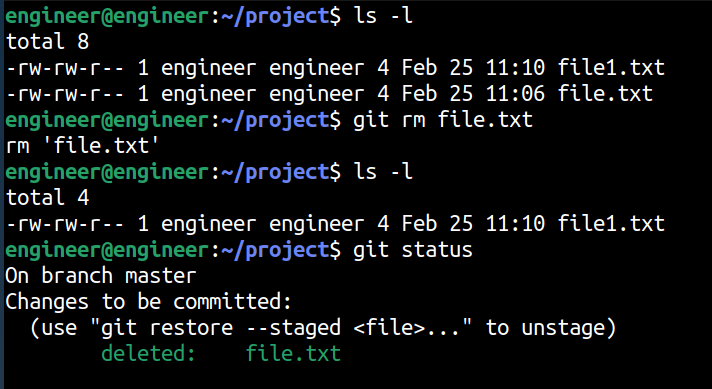 engineer@engineer:~/project$ ls -l
total 8
-rw-rw-r-- 1 engineer engineer 4 Feb 25 11:10 file1.txt
-rw-rw-r-- 1 engineer engineer 4 Feb 25 11:06 file.txt
engineer@engineer:~/project$ git rm file.txt
rm 'file.txt'
engineer@engineer:~/project$ ls -l
total 4
-rw-rw-r-- 1 engineer engineer 4 Feb 25 11:10 file1.txt
engineer@engineer:~/project$ git status
On branch master
Changes to be committed:
  (use "git restore --staged <file>..." to unstage)
        deleted:    file.txt